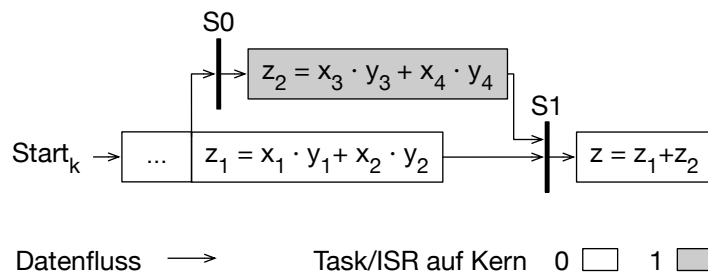 S0
z₂ = x₃ · y₃ + x₄ · y₄
S1
Startₖ
...
z₁ = x₁ · y₁+ x₂ · y₂
z = z₁+z₂
Datenfluss
Task/ISR auf Kern 0 1